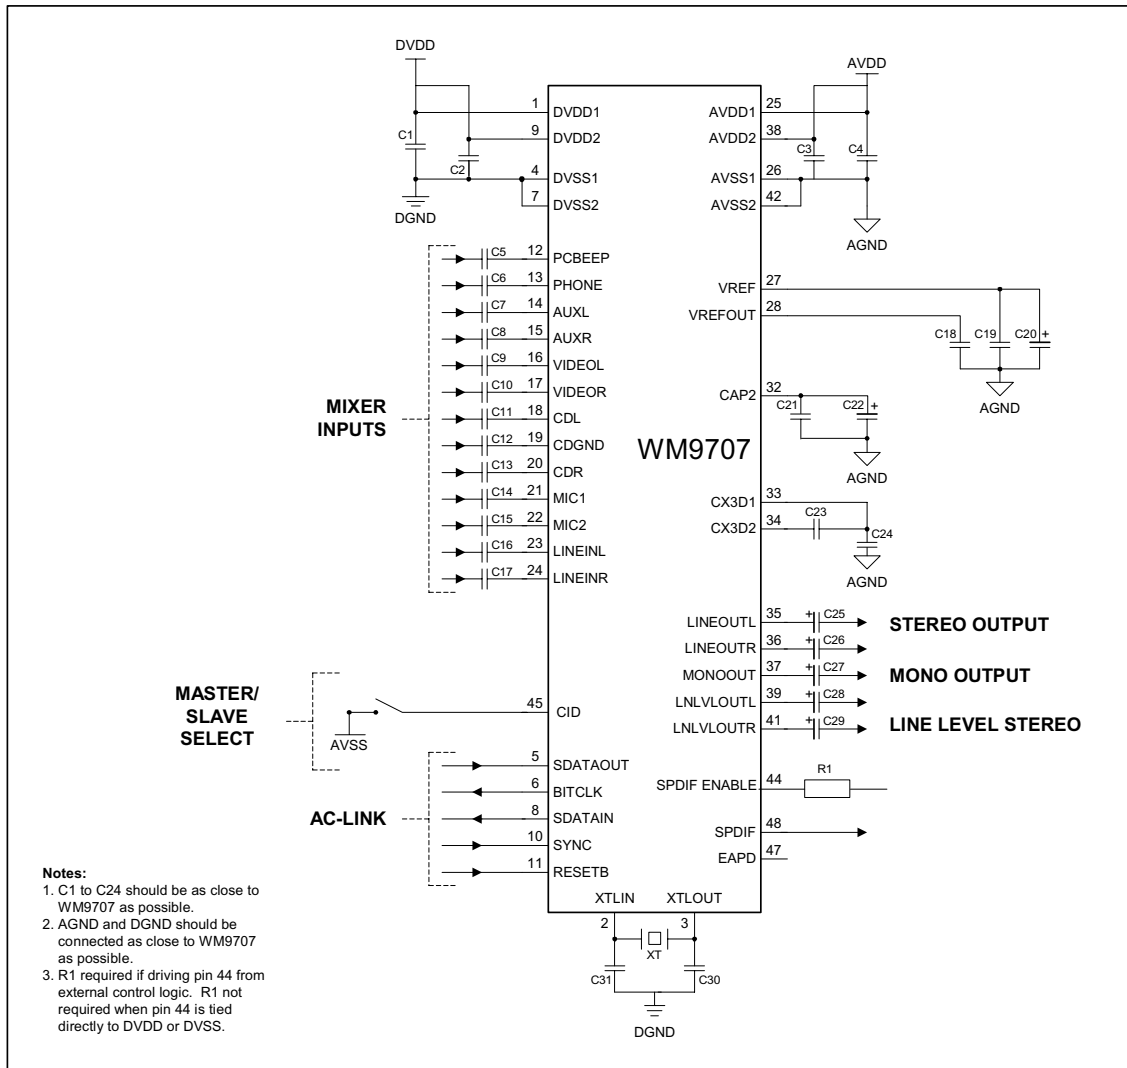 DVDD
AVDD
1 DVDD1
AVDD1 25
C1
9 DVDD2
AVDD2 38
C2
C3
C4
4 DVSS1
AVSS1 26
7 DVSS2
AVSS2 42
DGND
AGND
C5 12 PCBEEP
C6 13 PHONE
VREF 27
C7 14 AUXL
VREFOUT 28
C8 15 AUXR
C18
C19
C20 +
C9 16 VIDEOL
C10 17 VIDEOR
CAP2 32
AGND
MIXER
INPUTS
C11 18 CDL
C21
C22 +
C12 19 CDGND
WM9707
C13 20 CDR
AGND
C14 21 MIC1
CX3D1 33
C15 22 MIC2
CX3D2 34
C23
C24
C16 23 LINEINL
C17 24 LINEINR
AGND
LINEOUTL 35 + C25
STEREO OUTPUT
LINEOUTR 36 + C26
MONOOUT 37 + C27
MONO OUTPUT
LNLVLOUTL 39 + C28
LNLVLOUTR 41 + C29
LINE LEVEL STEREO
MASTER/
SLAVE
SELECT
AVSS
45 CID
5 SDATAOUT
6 BITCLK
8 SDATAIN
10 SYNC
11 RESETB
AC-LINK
SPDIF ENABLE 44
R1
SPDIF 48
EAPD 47
XTLIN
XTLOUT
2
3
XT
C31
C30
DGND
Notes:
1. C1 to C24 should be as close to
WM9707 as possible.
2. AGND and DGND should be
connected as close to WM9707
as possible.
3. R1 required if driving pin 44 from
external control logic. R1 not
required when pin 44 is tied
directly to DVDD or DVSS.